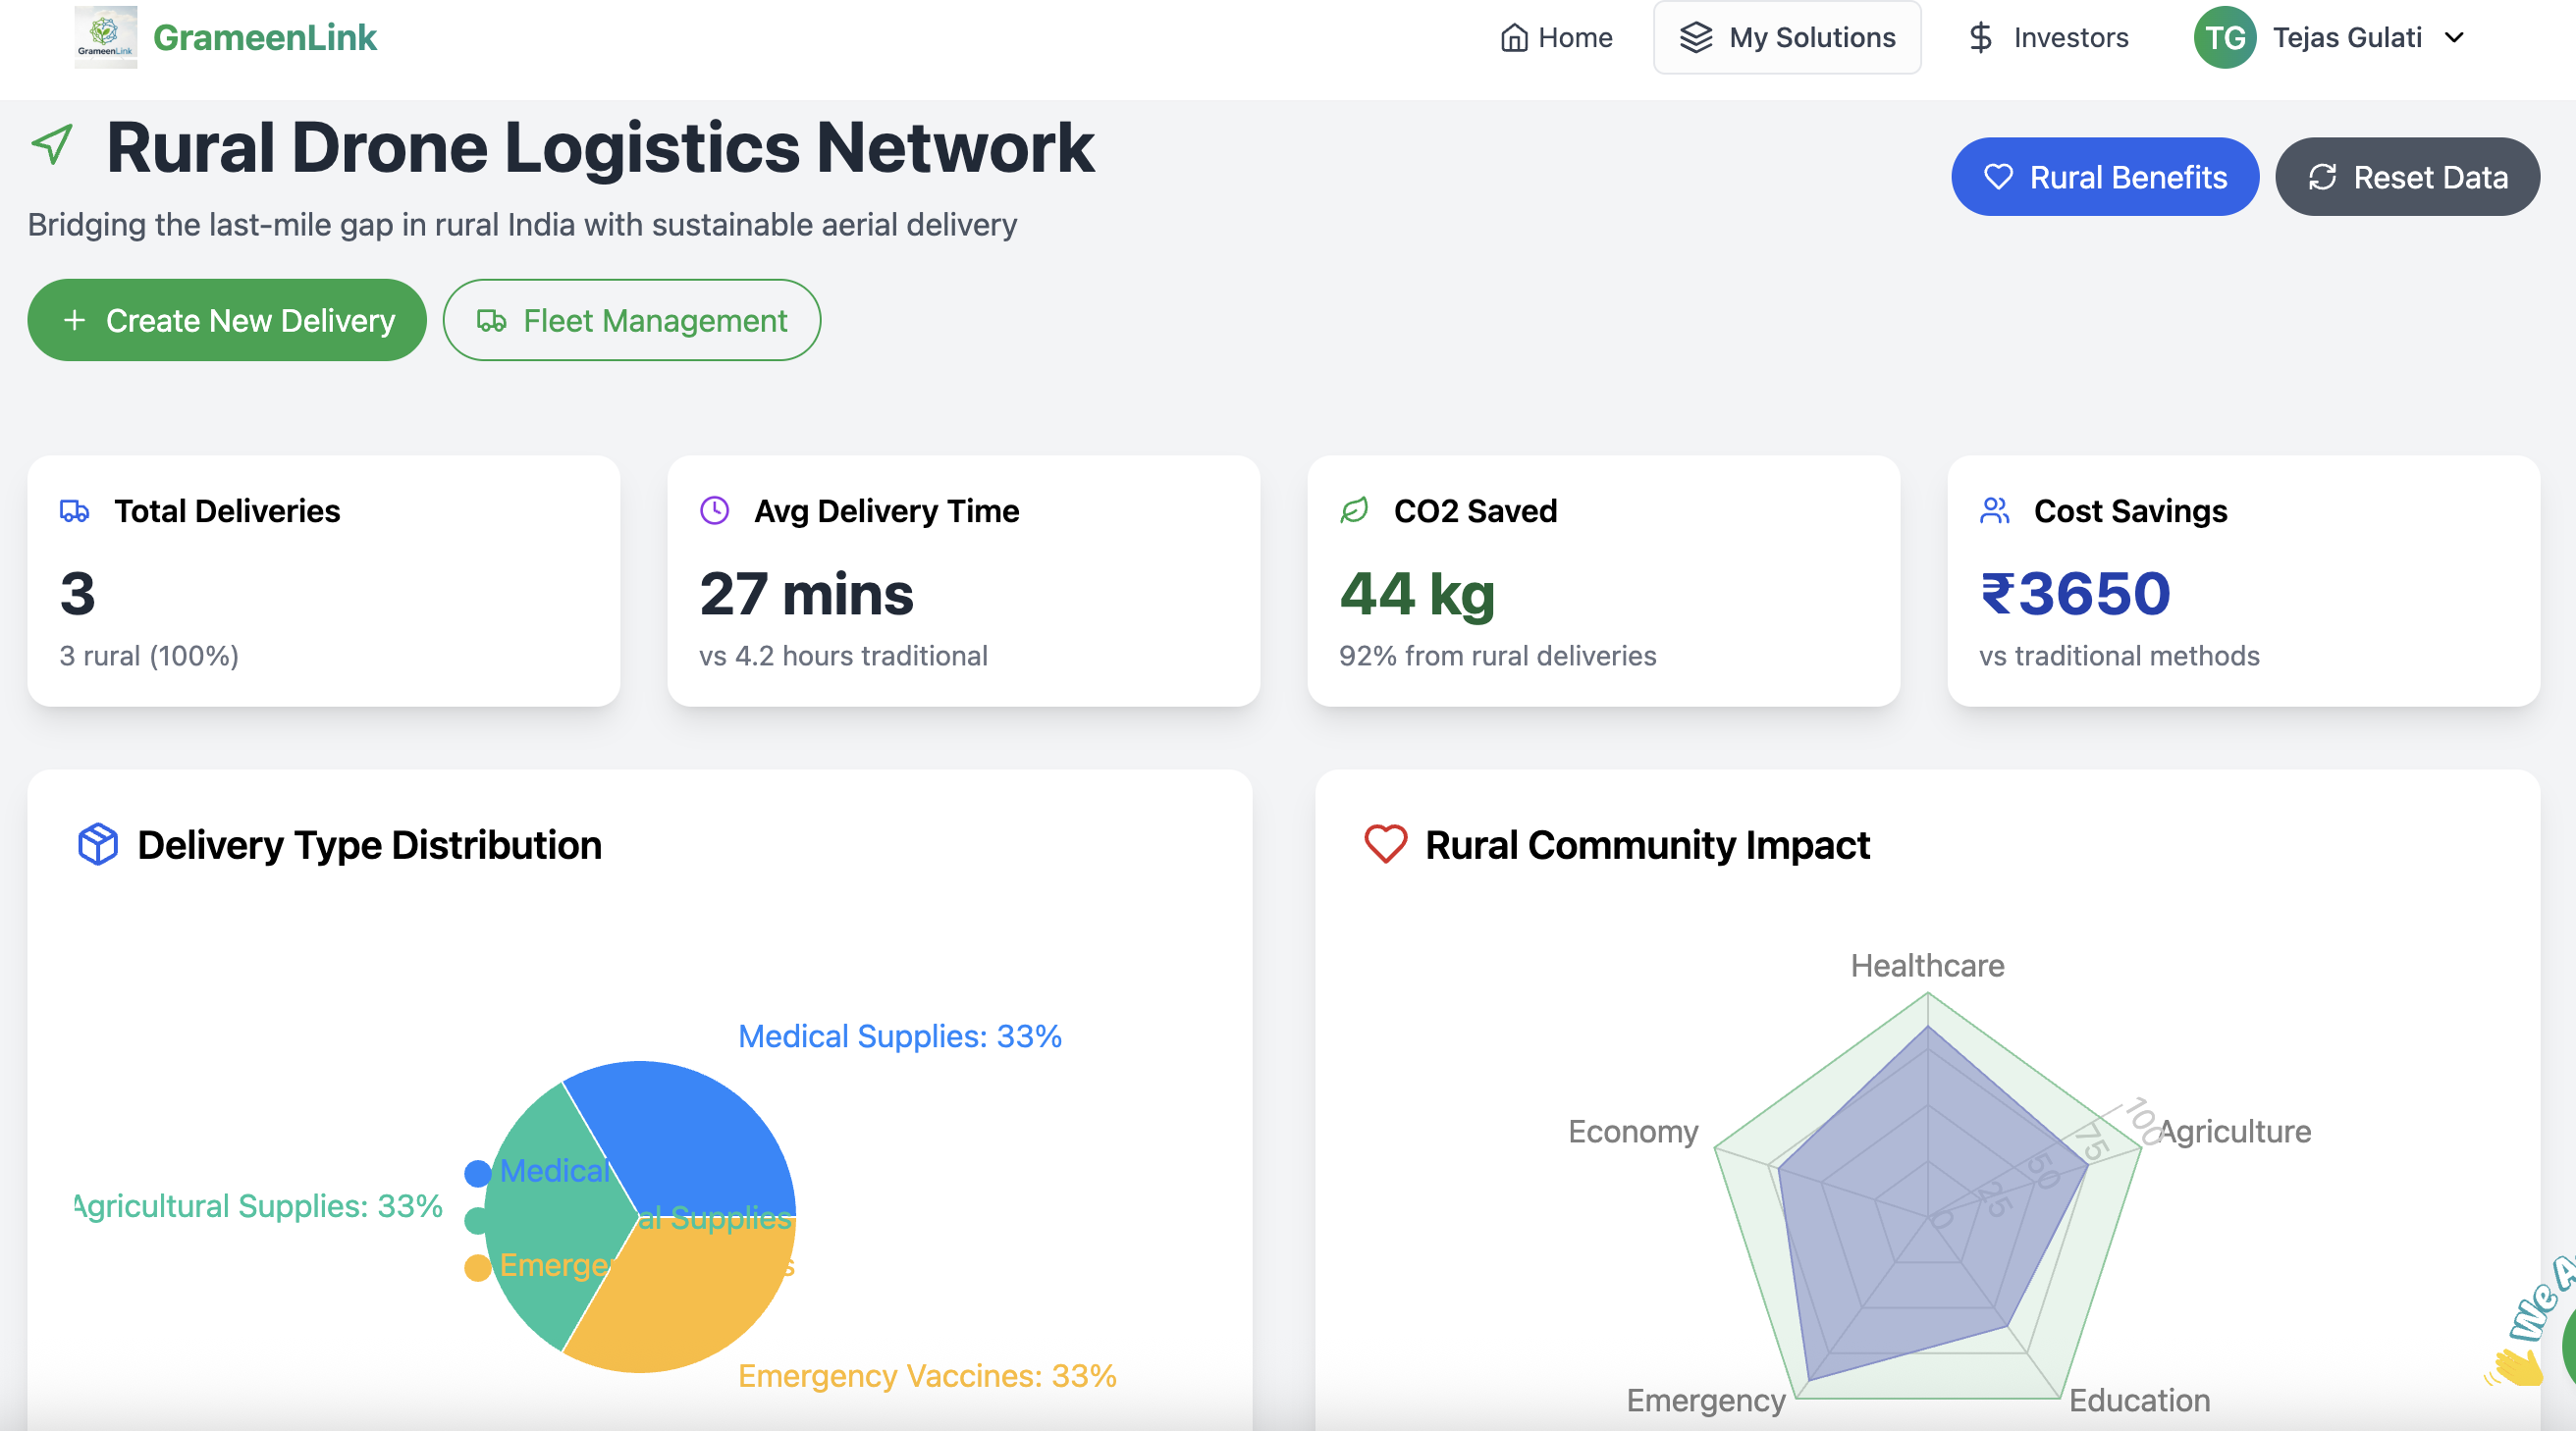 GrameenLink
GrameenLink
Home
My Solutions
Investors
TG
Tejas Gulati
Rural Drone Logistics Network
Bridging the last-mile gap in rural India with sustainable aerial delivery
Rural Benefits
Reset Data
+ Create New Delivery
Fleet Management
Total Deliveries
3
3 rural (100%)
Avg Delivery Time
27 mins
vs 4.2 hours traditional
CO2 Saved
44 kg
92% from rural deliveries
Cost Savings
₹3650
vs traditional methods
Delivery Type Distribution
Medical Supplies: 33%
Agricultural Supplies: 33%
Medical
al Supplies
Emerge
s
Emergency Vaccines: 33%
Rural Community Impact
Healthcare
Agriculture
Education
Emergency
Economy
0
25
50
75
100
We A